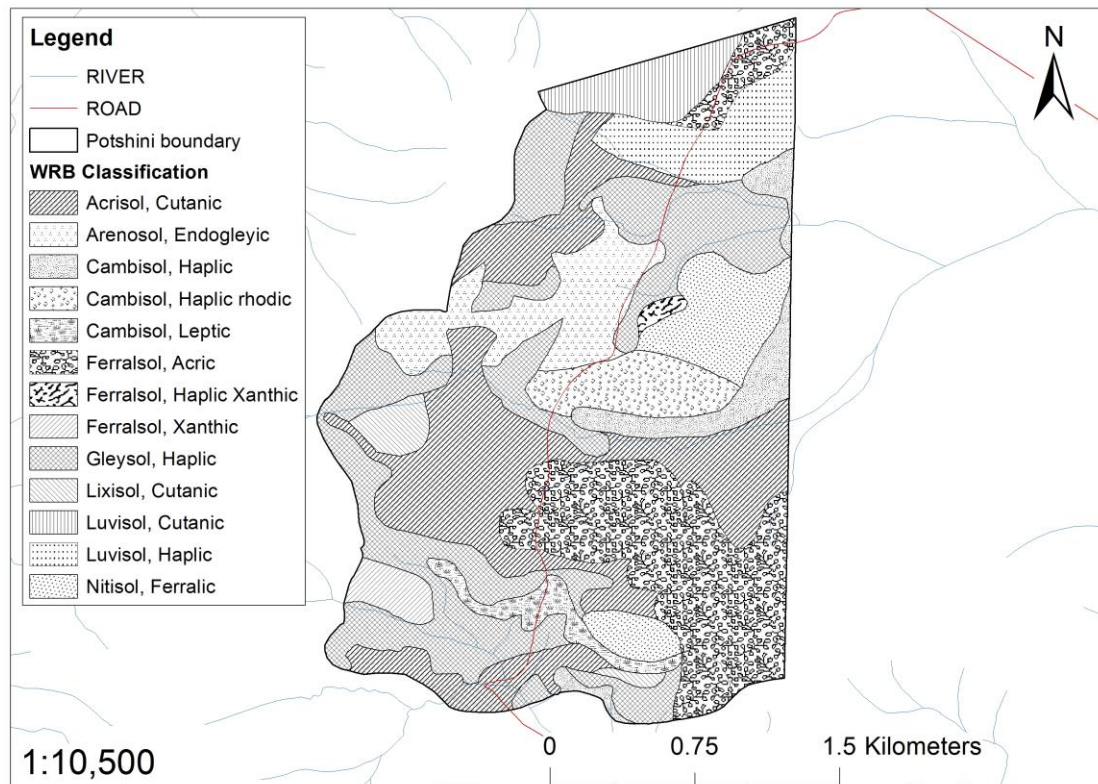 Legend
RIVER
ROAD
Potshini boundary
WRB Classification
Acrisol, Cutanic
Arenosol, Endogleyic
Cambisol, Haplic
Cambisol, Haplic rhodic
Cambisol, Leptic
Ferralsol, Acric
Ferralsol, Haplic Xanthic
Ferralsol, Xanthic
Gleysol, Haplic
Lixisol, Cutanic
Luvisol, Cutanic
Luvisol, Haplic
Nitisol, Ferralic
N
1:10,500
0 0.75 1.5 Kilometers